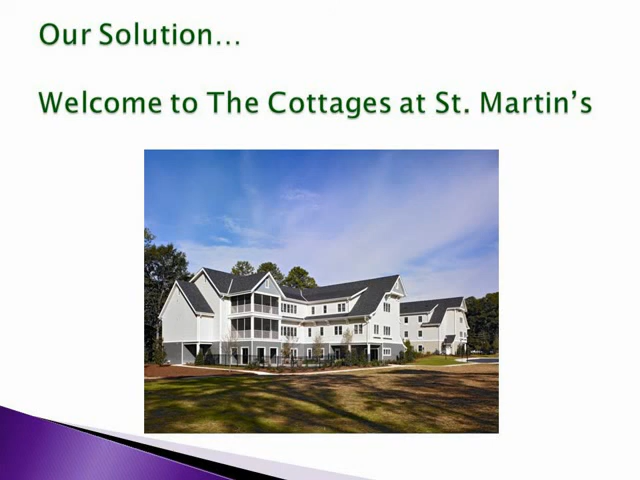 Our Solution…
Welcome to The Cottages at St. Martin’s